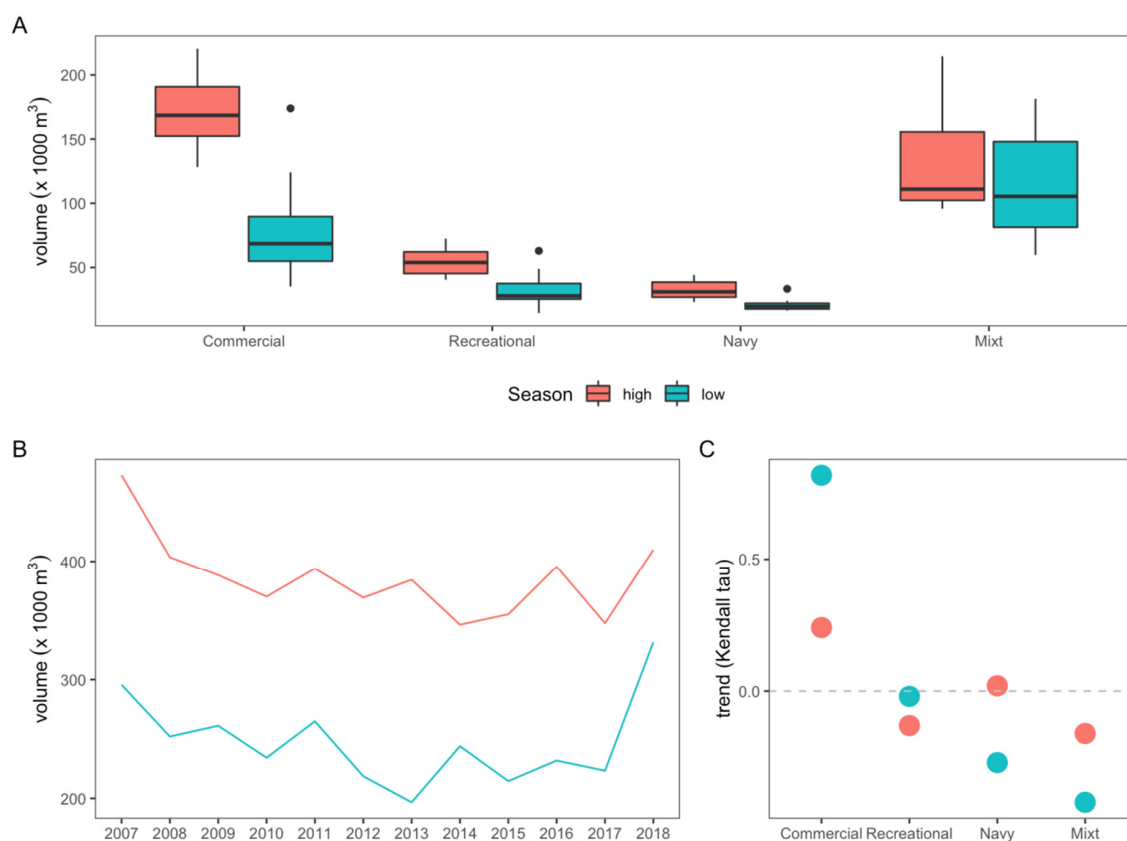 A
volume (x 1000 m³)
200
150
100
50
Commercial Recreational Navy Mixt
Season high low
B
volume (x 1000 m³)
400
300
200
2007 2008 2009 2010 2011 2012 2013 2014 2015 2016 2017 2018
C
trend (Kendall tau)
0.5
0.0
Commercial Recreational Navy Mixt